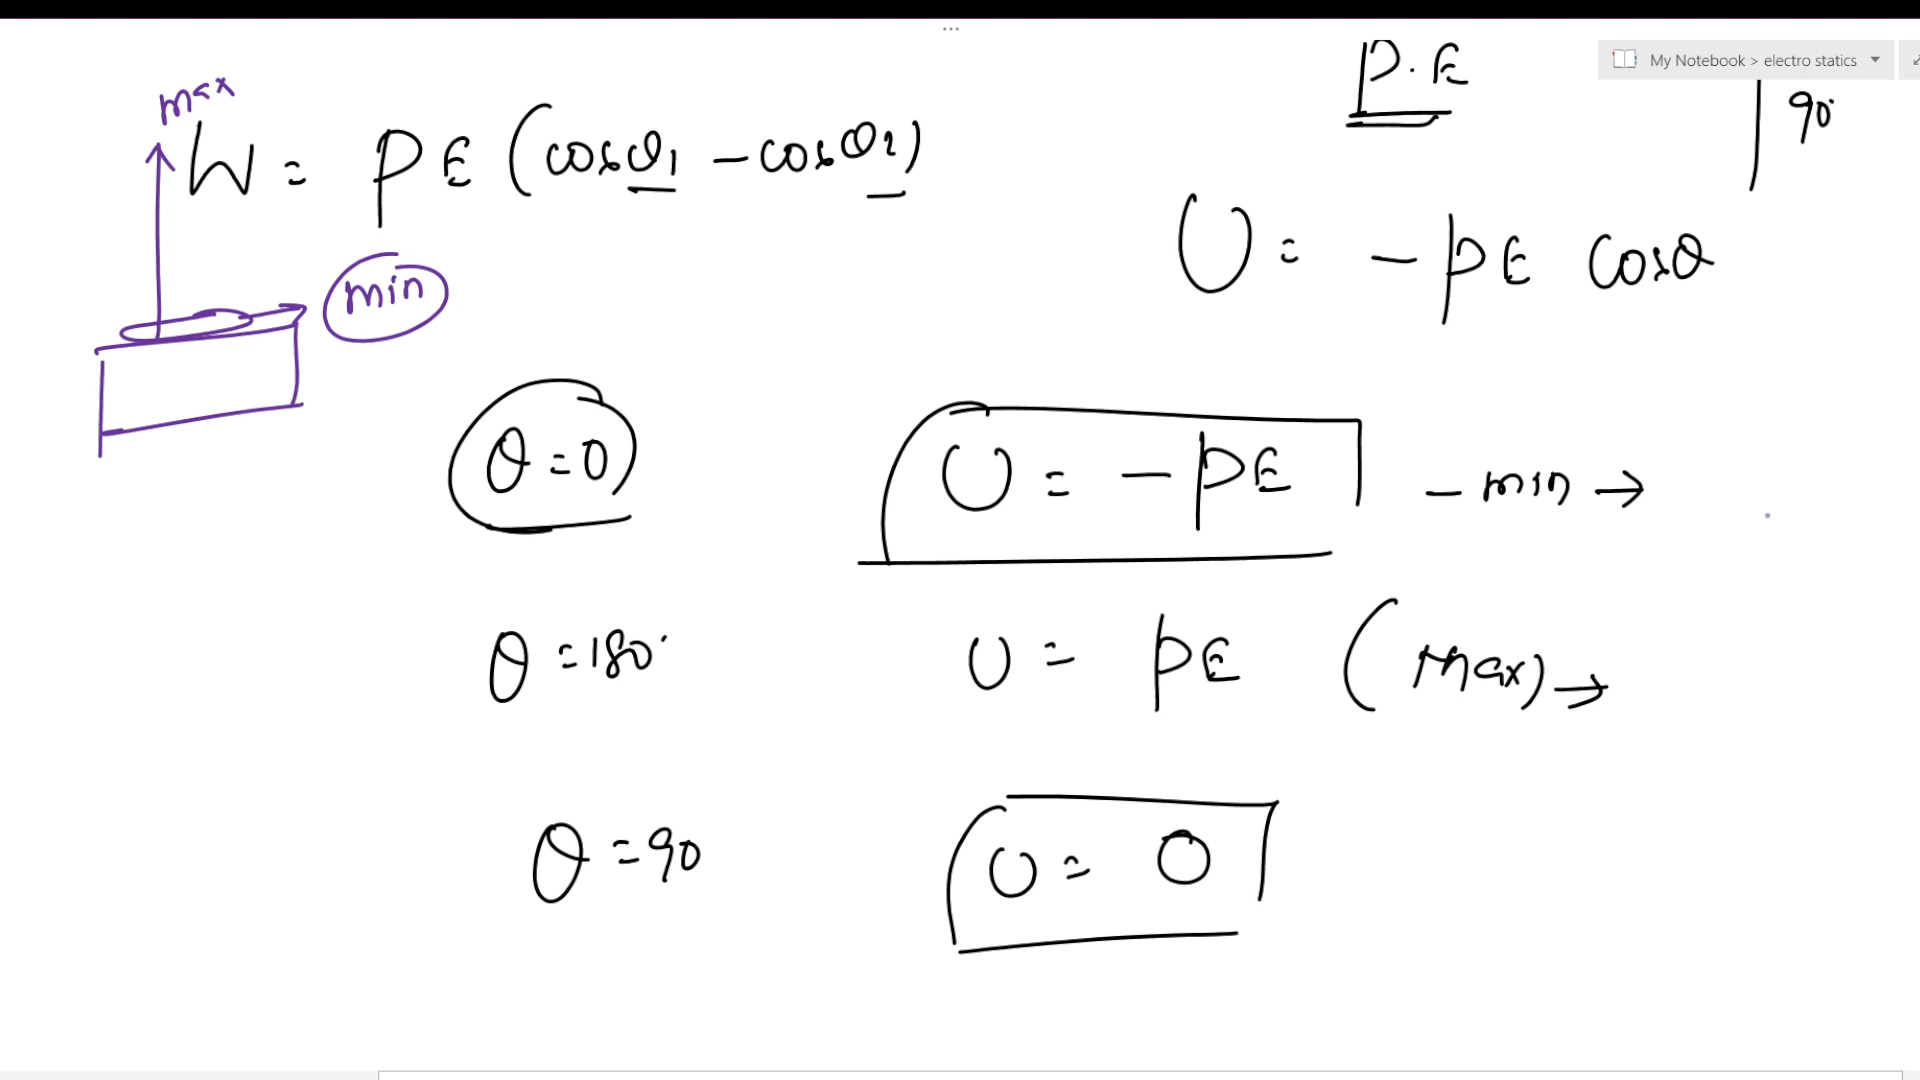 ...
My Notebook > electro statics
P.E
90°
max
W = PE (cosθ1 - cosθ2)
U = - PE Cosθ
min
θ = 0
U = - PE - min →
θ = 180°
U = PE (Max) →
θ = 90
U = 0